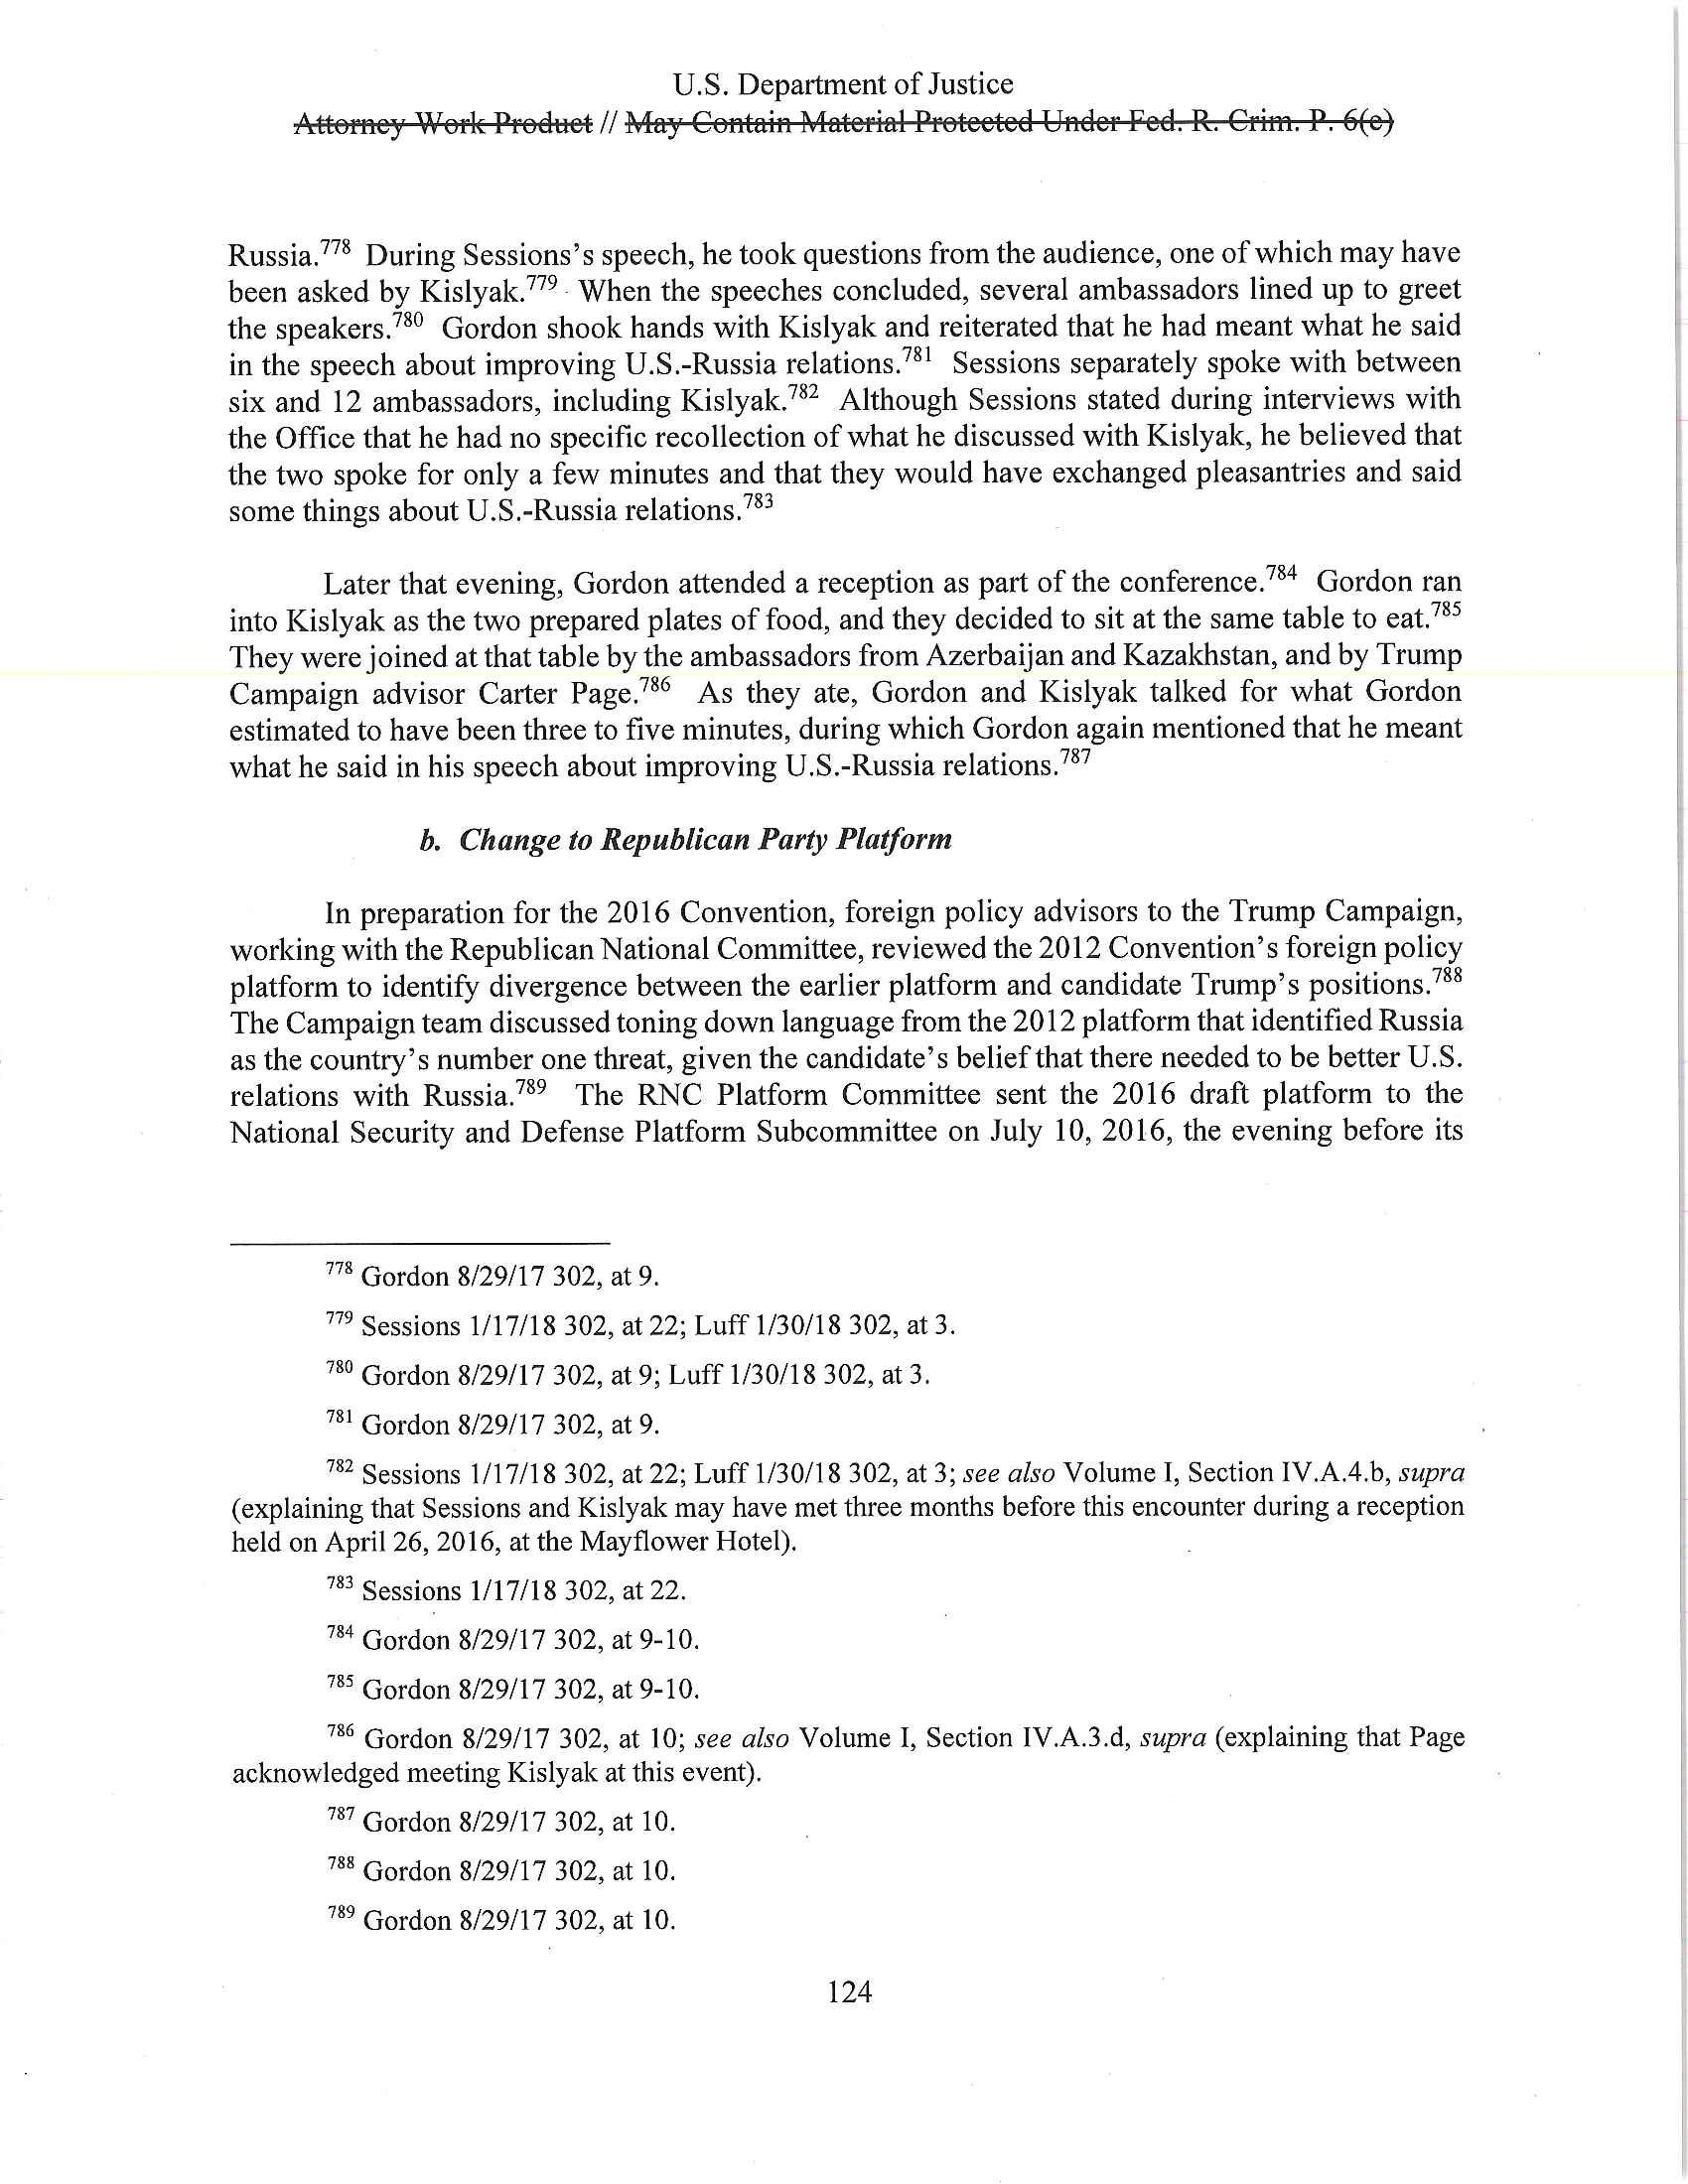 U.S. Department of Justice
Attorney Work Product // May Contain Material Protected Under Fed. R. Crim. P. 6(e)
Russia.778 During Sessions's speech, he took questions from the audience, one of which may have
been asked by Kislyak.779 When the speeches concluded, several ambassadors lined up to greet
the speakers.780 Gordon shook hands with Kislyak and reiterated that he had meant what he said
in the speech about improving U.S.-Russia relations.781 Sessions separately spoke with between
six and 12 ambassadors, including Kislyak.782 Although Sessions stated during interviews with
the Office that he had no specific recollection of what he discussed with Kislyak, he believed that
the two spoke for only a few minutes and that they would have exchanged pleasantries and said
some things about U.S.-Russia relations.783
Later that evening, Gordon attended a reception as part of the conference.784 Gordon ran
into Kislyak as the two prepared plates of food, and they decided to sit at the same table to eat.785
They were joined at that table by the ambassadors from Azerbaijan and Kazakhstan, and by Trump
Campaign advisor Carter Page.786 As they ate, Gordon and Kislyak talked for what Gordon
estimated to have been three to five minutes, during which Gordon again mentioned that he meant
what he said in his speech about improving U.S.-Russia relations.787
b. Change to Republican Party Platform
In preparation for the 2016 Convention, foreign policy advisors to the Trump Campaign,
working with the Republican National Committee, reviewed the 2012 Convention's foreign policy
platform to identify divergence between the earlier platform and candidate Trump's positions.788
The Campaign team discussed toning down language from the 2012 platform that identified Russia
as the country's number one threat, given the candidate's belief that there needed to be better U.S.
relations with Russia.789 The RNC Platform Committee sent the 2016 draft platform to the
National Security and Defense Platform Subcommittee on July 10, 2016, the evening before its
778 Gordon 8/29/17 302, at 9.
779 Sessions 1/17/18 302, at 22; Luff 1/30/18 302, at 3.
780 Gordon 8/29/17 302, at 9; Luff 1/30/18 302, at 3.
781 Gordon 8/29/17 302, at 9.
782 Sessions 1/17/18 302, at 22; Luff 1/30/18 302, at 3; see also Volume I, Section IV.A.4.b, supra
(explaining that Sessions and Kislyak may have met three months before this encounter during a reception
held on April 26, 2016, at the Mayflower Hotel).
783 Sessions 1/17/18 302, at 22.
784 Gordon 8/29/17 302, at 9-10.
785 Gordon 8/29/17 302, at 9-10.
786 Gordon 8/29/17 302, at 10; see also Volume I, Section IV.A.3.d, supra (explaining that Page
acknowledged meeting Kislyak at this event).
787 Gordon 8/29/17 302, at 10.
788 Gordon 8/29/17 302, at 10.
789 Gordon 8/29/17 302, at 10.
124